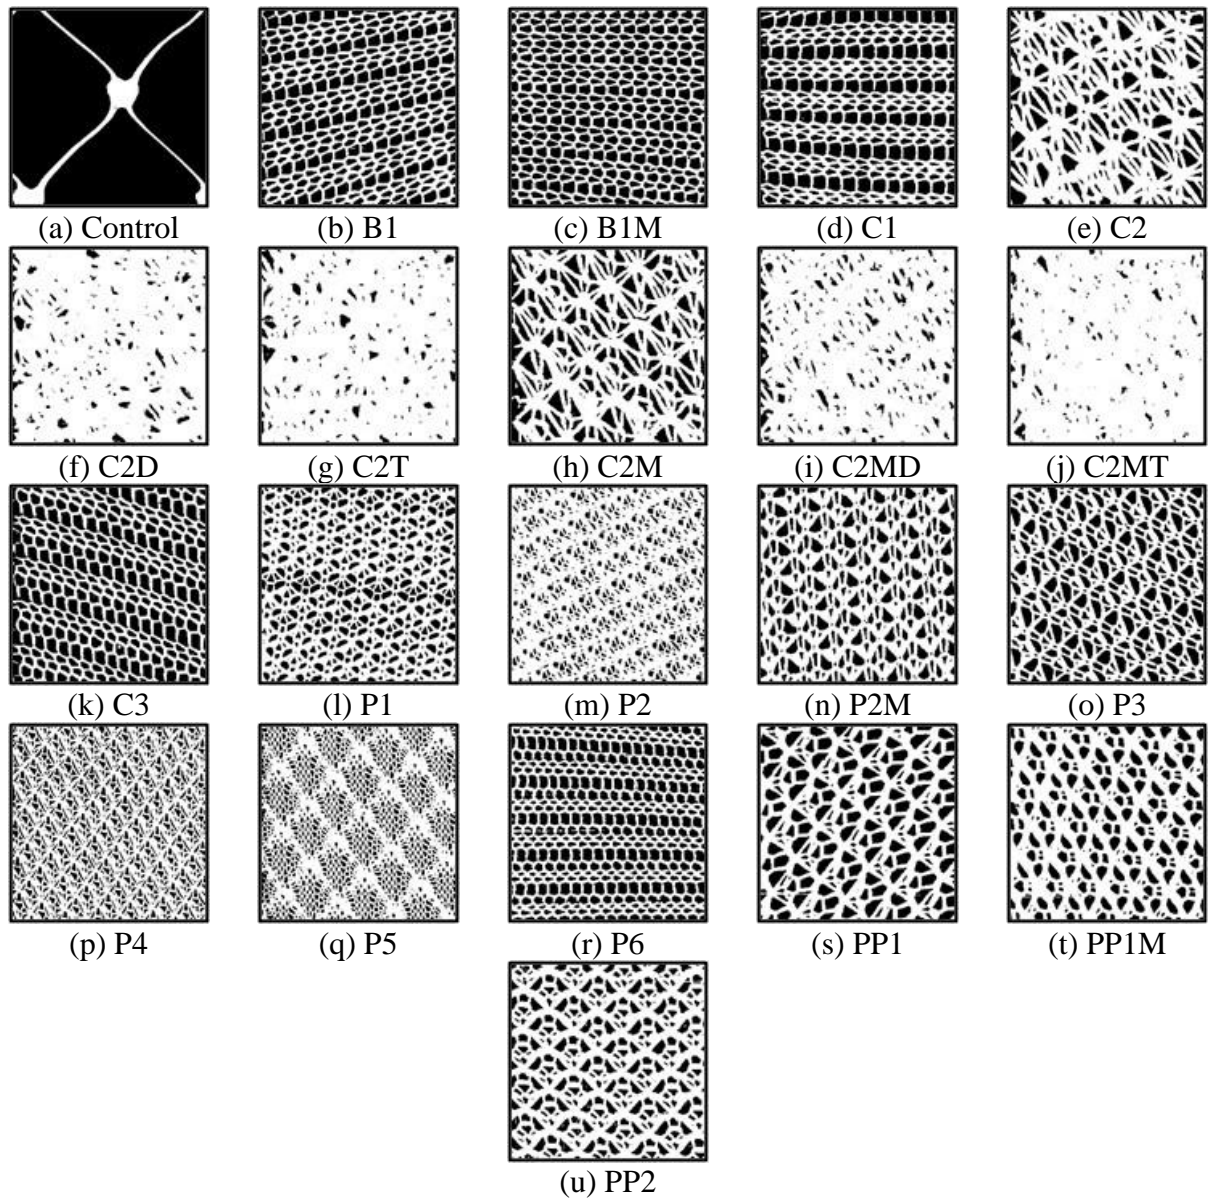 (a) Control (b) B1 (c) B1M (d) C1 (e) C2
(f) C2D (g) C2T (h) C2M (i) C2MD (j) C2MT
(k) C3 (l) P1 (m) P2 (n) P2M (o) P3
(p) P4 (q) P5 (r) P6 (s) PP1 (t) PP1M
(u) PP2